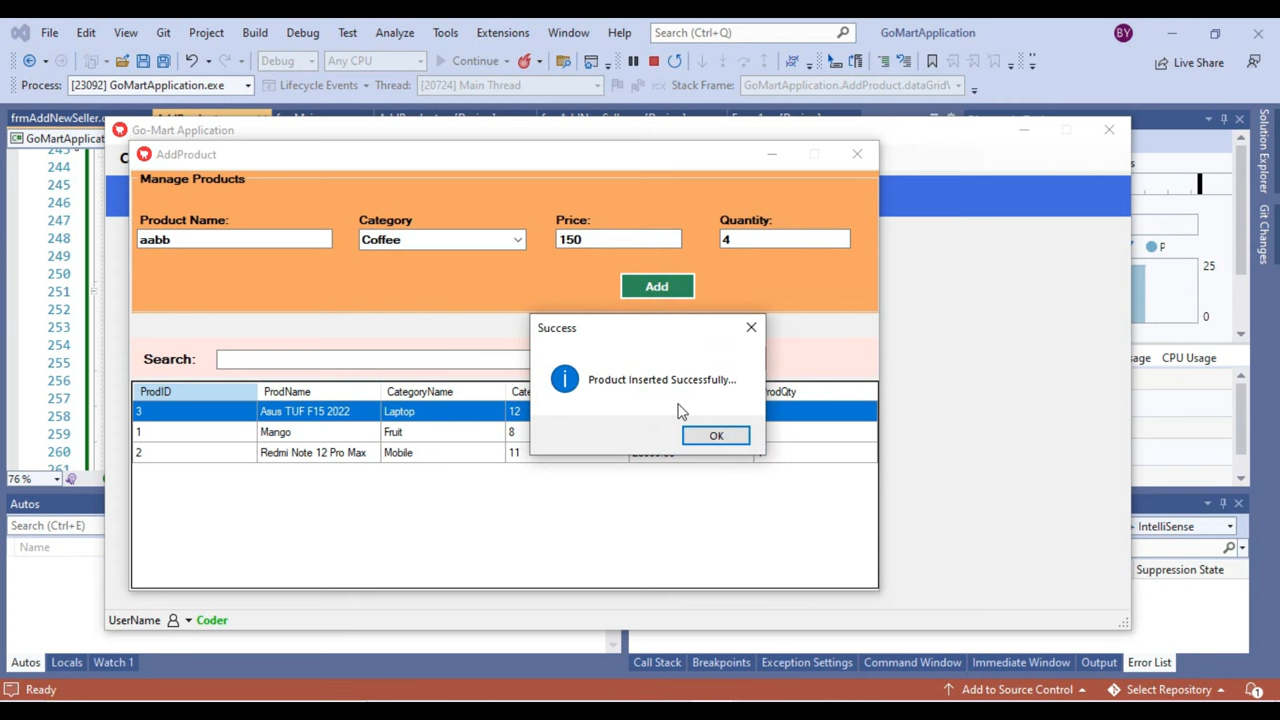 File Edit View Git Project Build Debug Test Analyze Tools Extensions Window Help Search (Ctrl+Q) GoMartApplication BY
Debug Any CPU Continue Live Share
Process: [23092] GoMartApplication.exe Lifecycle Events Thread: [20724] Main Thread Stack Frame: GoMartApplication.AddProduct.dataGrid\
frmAddNewSeller.c
GoMartApplicat
Go-Mart Application
AddProduct
Manage Products
Product Name: Category Price: Quantity:
aabb Coffee 150 4
Add
Success
Product Inserted Successfully...
OK
Search:
ProdID ProdName CategoryName Cate rodQty
3 Asus TUF F15 2022 Laptop 12
1 Mango Fruit 8
2 Redmi Note 12 Pro Max Mobile 11
UserName Coder
244
245
246
247
248
249
250
251
252
253
254
255
256
257
258
259
260
76 %
P
25
0
sage CPU Usage
Solution Explorer
Git Changes
Autos
Search (Ctrl+E)
Name
+ IntelliSense
Suppression State
Autos Locals Watch 1
Call Stack Breakpoints Exception Settings Command Window Immediate Window Output Error List
Ready Add to Source Control Select Repository 1